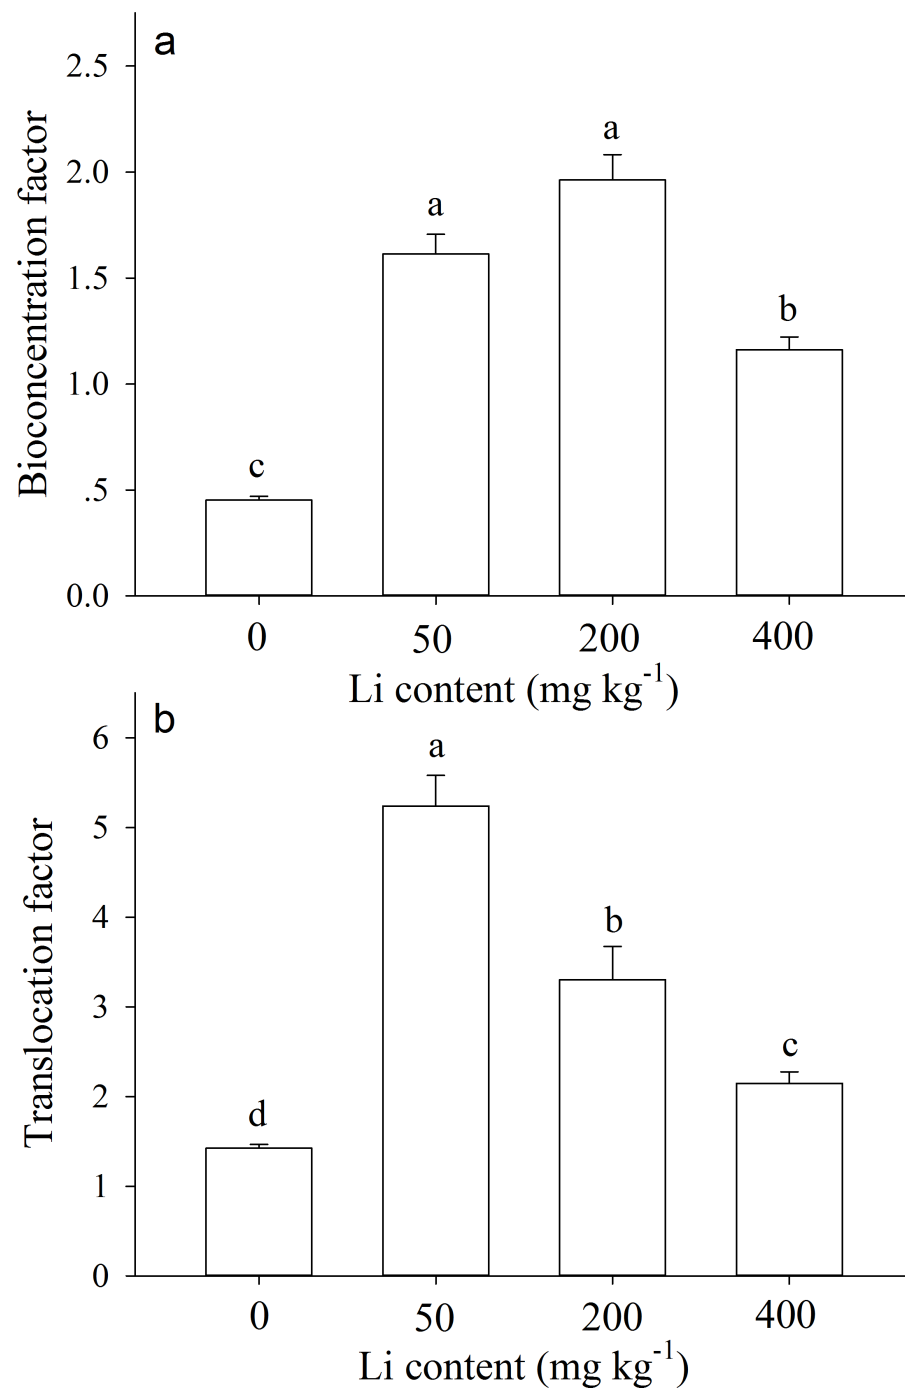 a
2.5
2.0
1.5
1.0
.5
0.0
Bioconcentration factor
c
a
a
b
0 50 200 400
Li content (mg kg⁻¹)
b
6
5
4
3
2
1
0
Translocation factor
d
a
b
c
0 50 200 400
Li content (mg kg⁻¹)